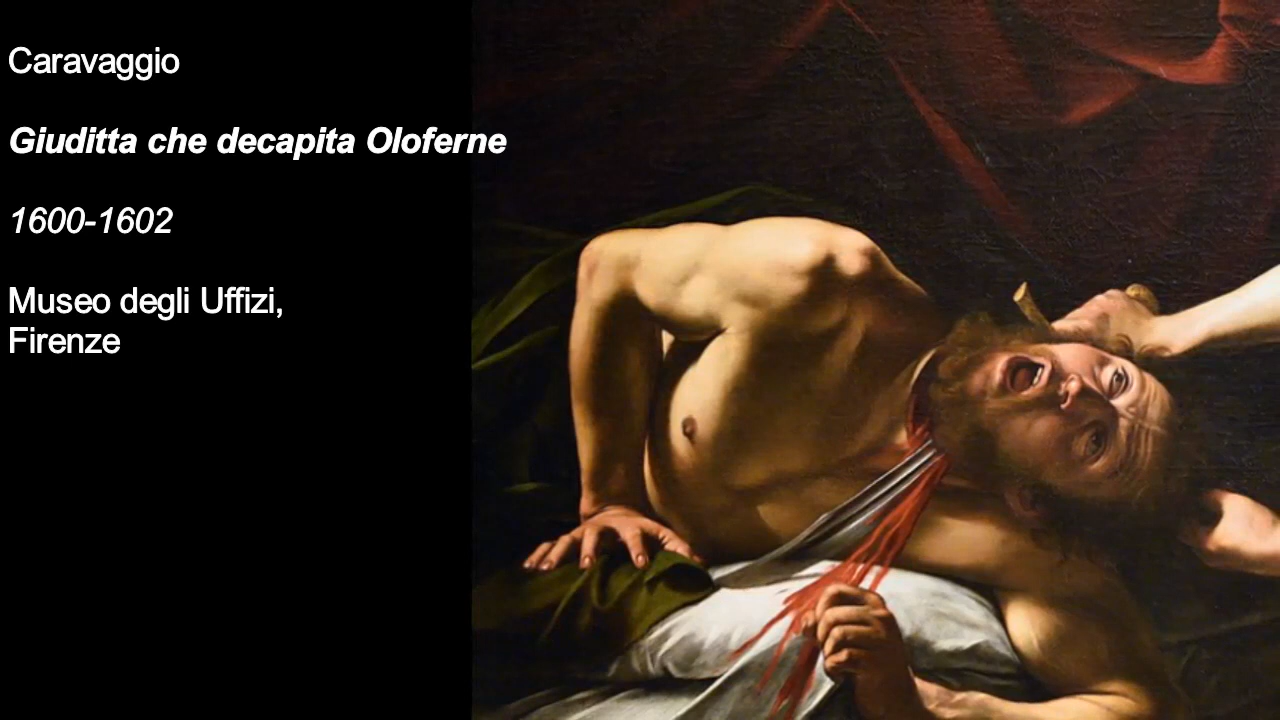 Caravaggio
Giuditta che decapita Oloferne
1600-1602
Museo degli Uffizi,
Firenze